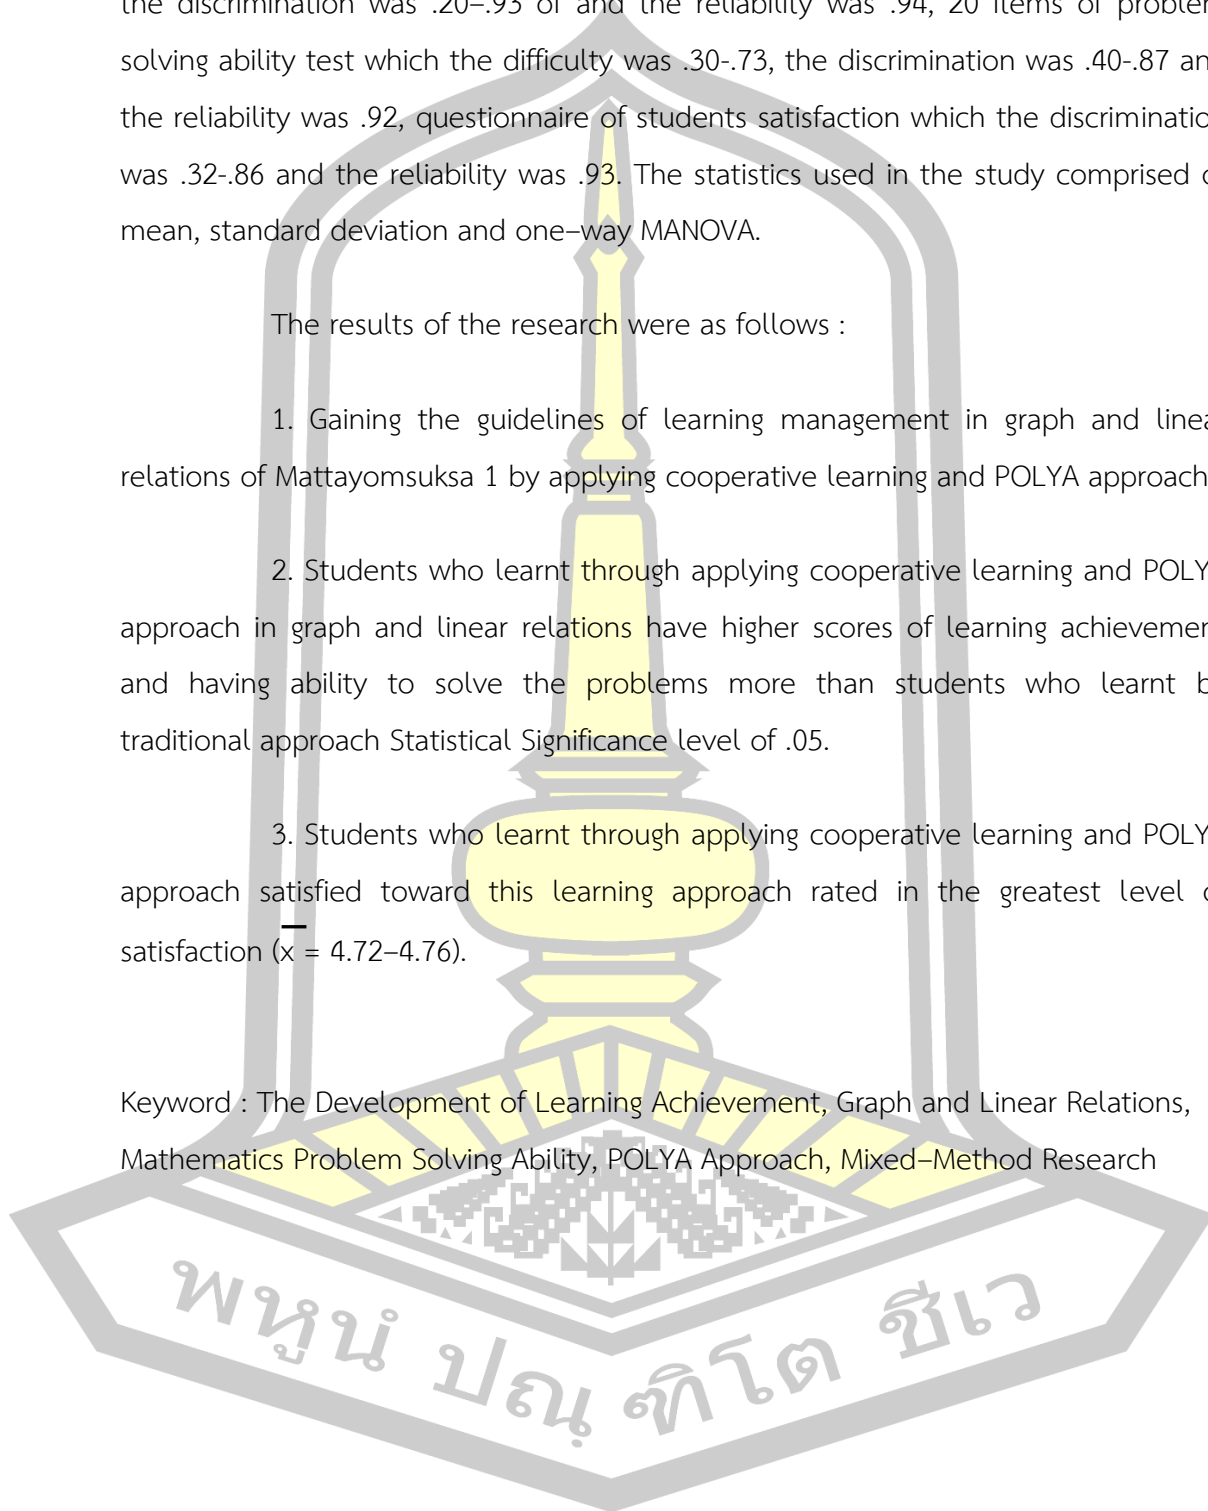 the discrimination was .20–.93 of and the reliability was .94, 20 items of problem
solving ability test which the difficulty was .30-.73, the discrimination was .40-.87 an
the reliability was .92, questionnaire of students satisfaction which the discriminatio
was .32-.86 and the reliability was .93. The statistics used in the study comprised o
mean, standard deviation and one–way MANOVA.
The results of the research were as follows :
1. Gaining the guidelines of learning management in graph and linea
relations of Mattayomsuksa 1 by applying cooperative learning and POLYA approach
2. Students who learnt through applying cooperative learning and POLY
approach in graph and linear relations have higher scores of learning achievemen
and having ability to solve the problems more than students who learnt b
traditional approach Statistical Significance level of .05.
3. Students who learnt through applying cooperative learning and POLY
approach satisfied toward this learning approach rated in the greatest level o
satisfaction (x̅ = 4.72–4.76).
Keyword : The Development of Learning Achievement, Graph and Linear Relations,
Mathematics Problem Solving Ability, POLYA Approach, Mixed–Method Research
พหูนํ ปณฺฑิโต ชีเว